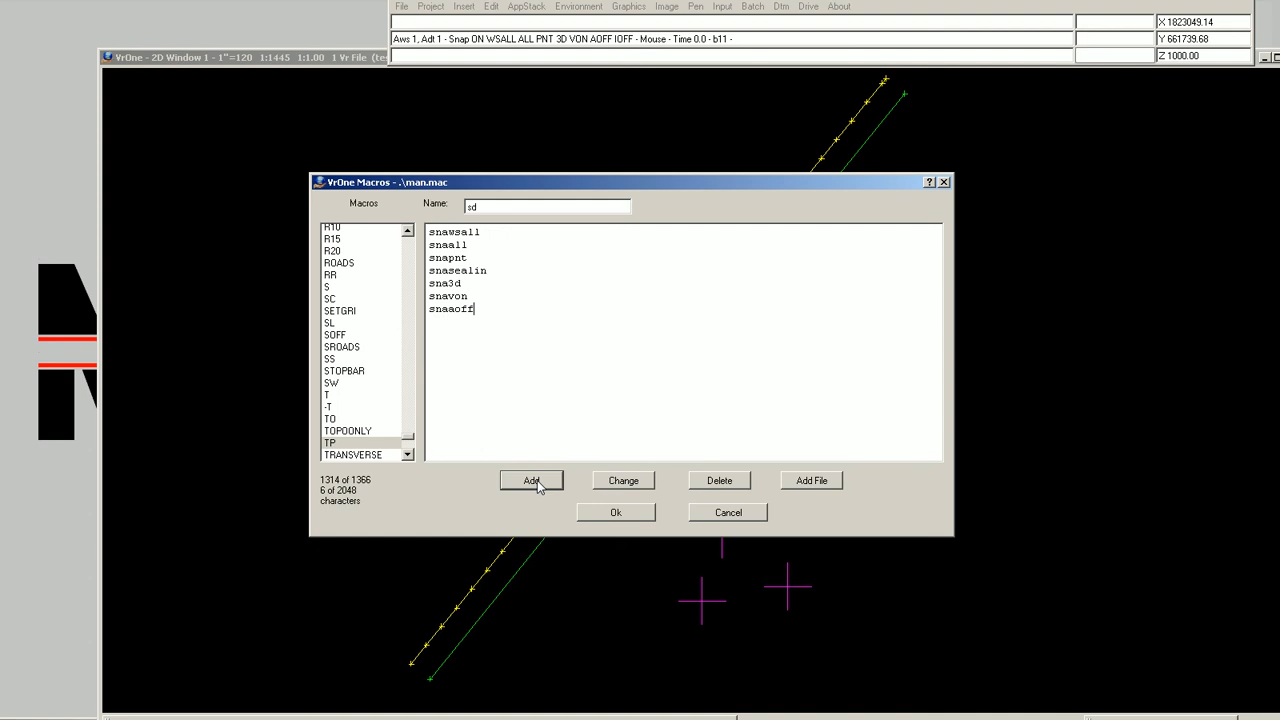 File Project Insert Edit AppStack Environment Graphics Image Pen Input Batch Dtm Drive About
X 1823049.14
Aws 1, Adt 1 - Snap ON WSALL ALL PNT 3D VON AOFF IOFF - Mouse - Time 0.0 - b11 -
Y 661739.68
Z 1000.00
VrOne - 2D Window 1 - 1"=120 1:1445 1:1.00 1 Vr File (tes
VrOne Macros - .\man.mac
Macros
Name:
sd
R10
R15
R20
ROADS
RR
S
SC
SETGRI
SL
SOFF
SROADS
SS
STOPBAR
SW
T
-T
TO
TOPOONLY
TP
TRANSVERSE
snawsall
snaall
snapnt
snasealin
sna3d
snavon
snaaoff
1314 of 1366
6 of 2048
characters
Add
Change
Delete
Add File
Ok
Cancel